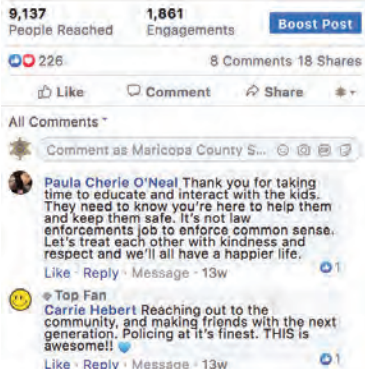 9,137 1,861 Boost Post
People Reached Engagements
226 8 Comments 18 Shares
Like Comment Share
All Comments
Comment as Maricopa County S...
Paula Cherie O'Neal Thank you for taking
time to educate and interact with the kids.
They need to know you're here to help them
and keep them safe. It's not law
enforcements job to enforce common sense.
Let's treat each other with kindness and
respect and we'll all have a happier life.
Like · Reply · Message · 13w 1
Top Fan
Carrie Hebert Reaching out to the
community, and making friends with the next
generation. Policing at it's finest. THIS is
awesome!!
Like · Reply · Message · 13w 1